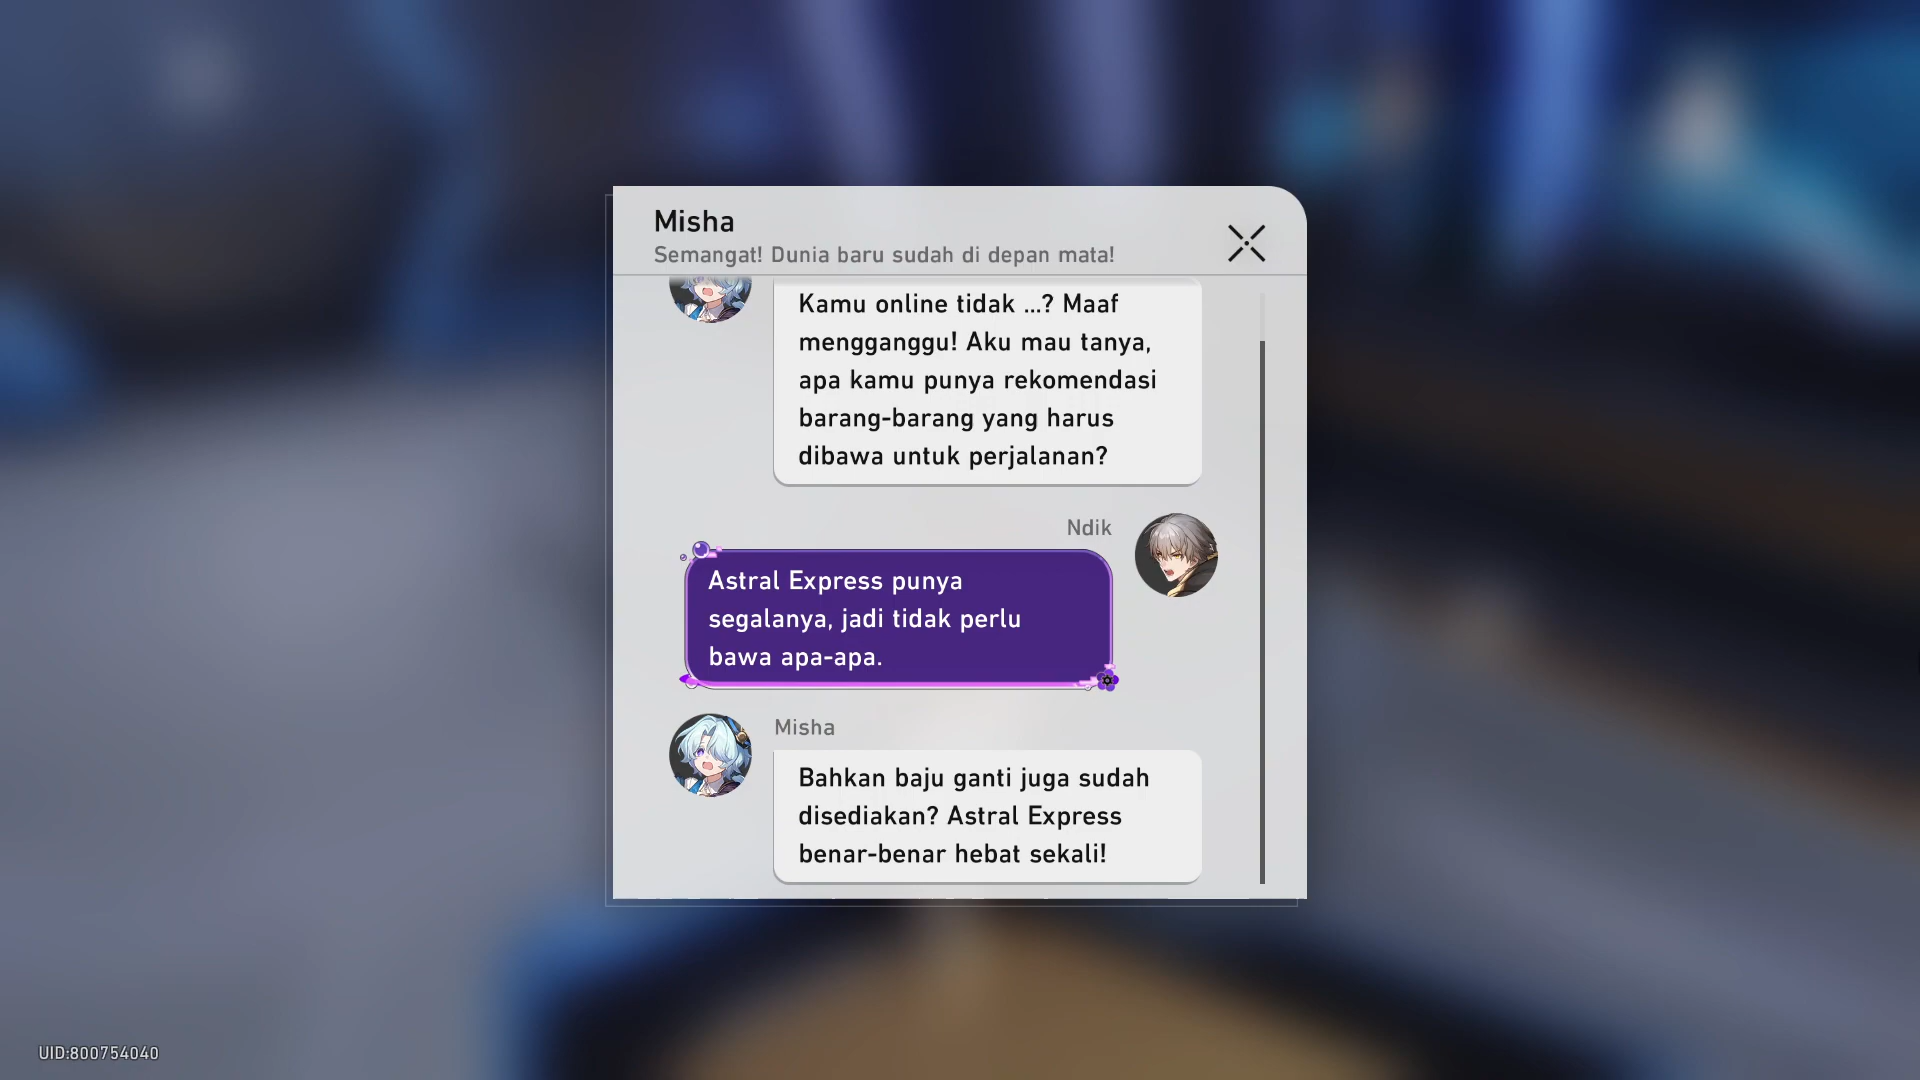 Misha
Semangat! Dunia baru sudah di depan mata!
Kamu online tidak ...? Maaf
mengganggu! Aku mau tanya,
apa kamu punya rekomendasi
barang-barang yang harus
dibawa untuk perjalanan?
Ndik
Astral Express punya
segalanya, jadi tidak perlu
bawa apa-apa.
Misha
Bahkan baju ganti juga sudah
disediakan? Astral Express
benar-benar hebat sekali!
UID:800754040